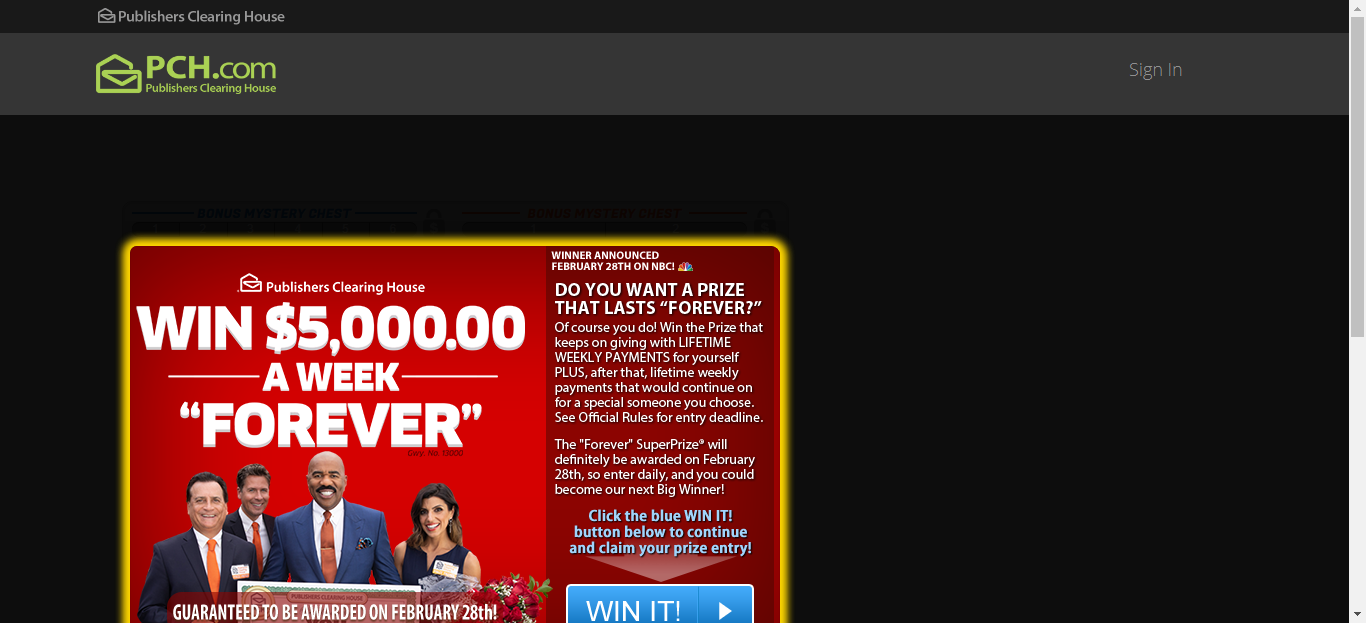 Publishers Clearing House
PCH.com
Publishers Clearing House
Sign In
BONUS MYSTERY CHEST
BONUS MYSTERY CHEST
Publishers Clearing House
WIN $5,000.00
A WEEK
“FOREVER”
Gwy. No. 13000
GUARANTEED TO BE AWARDED ON FEBRUARY 28th!
PUBLISHERS CLEARING HOUSE
WINNER ANNOUNCED
FEBRUARY 28TH ON NBC!
DO YOU WANT A PRIZE
THAT LASTS “FOREVER?”
Of course you do! Win the Prize that
keeps on giving with LIFETIME
WEEKLY PAYMENTS for yourself
PLUS, after that, lifetime weekly
payments that would continue on
for a special someone you choose.
See Official Rules for entry deadline.
The "Forever" SuperPrize® will
definitely be awarded on February
28th, so enter daily, and you could
become our next Big Winner!
Click the blue WIN IT!
button below to continue
and claim your prize entry!
WIN IT!